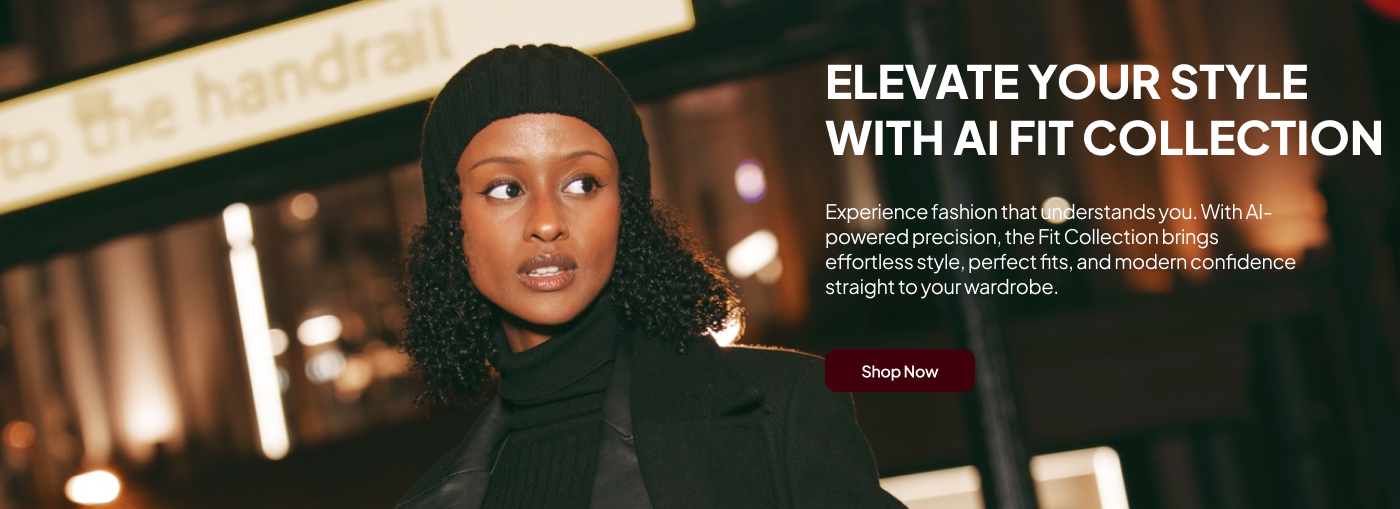 to the handrail
ELEVATE YOUR STYLE
WITH AI FIT COLLECTION
Experience fashion that understands you. With AI-
powered precision, the Fit Collection brings
effortless style, perfect fits, and modern confidence
straight to your wardrobe.
Shop Now